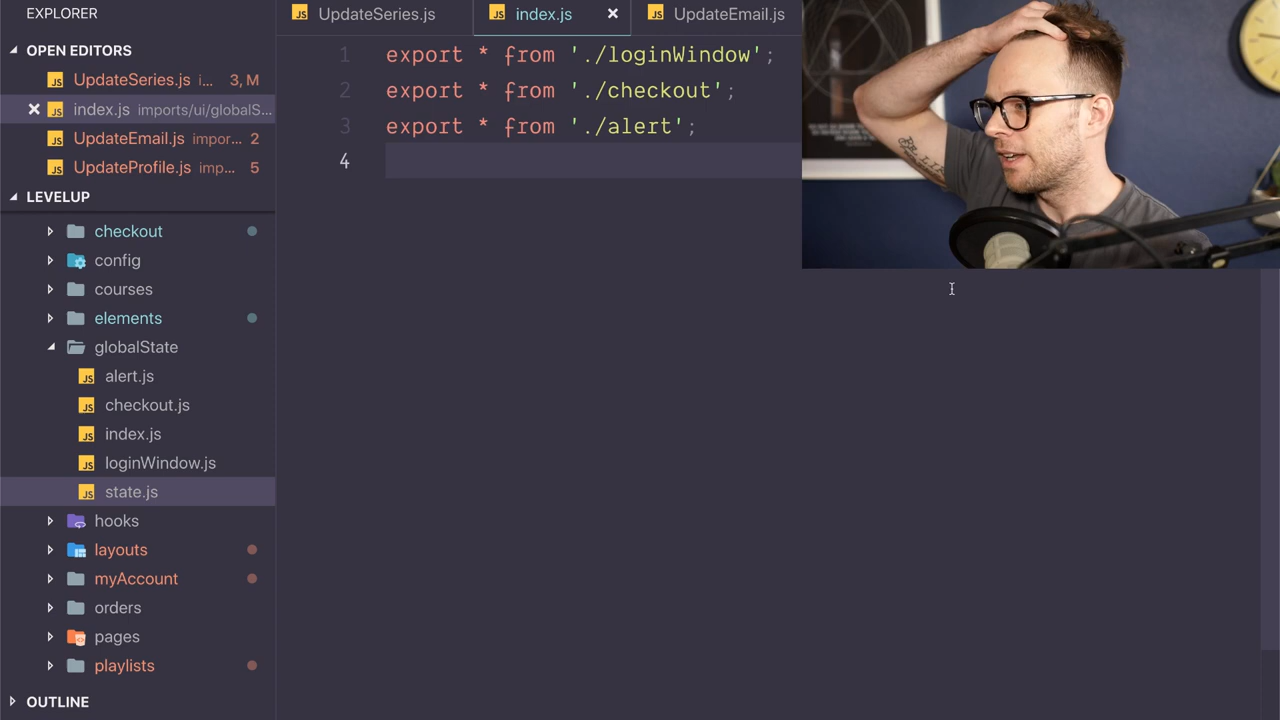 EXPLORER
OPEN EDITORS
UpdateSeries.js i... 3, M
index.js imports/ui/globalS...
UpdateEmail.js impor... 2
UpdateProfile.js imp... 5
LEVELUP
checkout
config
courses
elements
globalState
alert.js
checkout.js
index.js
loginWindow.js
state.js
hooks
layouts
myAccount
orders
pages
playlists
OUTLINE
UpdateSeries.js
index.js
UpdateEmail.js
1 export * from './loginWindow';
2 export * from './checkout';
3 export * from './alert';
4